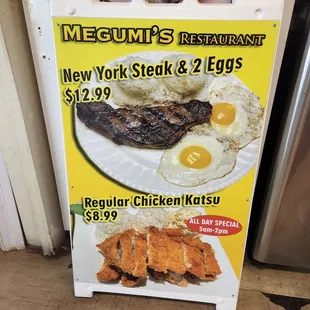 MEGUMI'S RESTAURANT
New York Steak & 2 Eggs
$12.99
Regular Chicken Katsu
$8.99
ALL DAY SPECIAL
5am-2pm